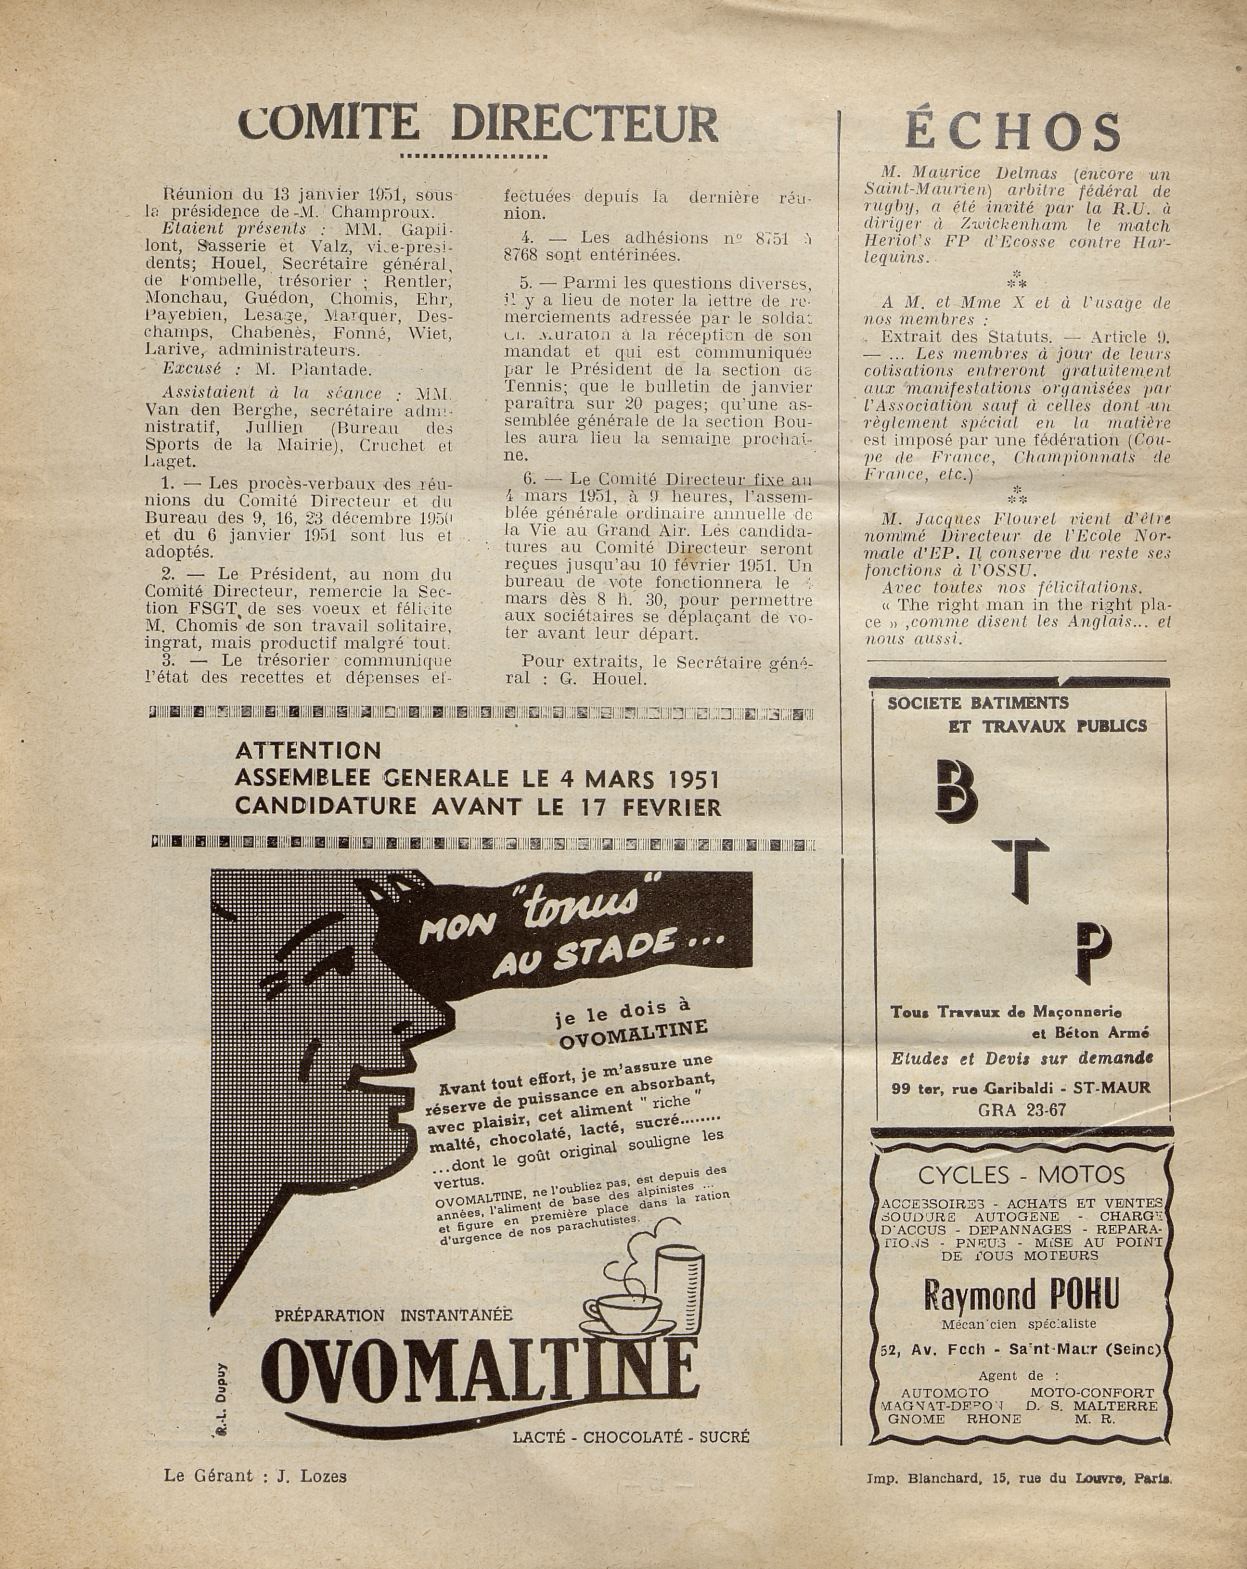 COMITE DIRECTEUR
Réunion du 13 janvier 1951, sous
la présidence de M. Champroux.
Etaient présents : MM. Gapil-
lont, Sasserie et Valz, vice-prési-
dents; Houel, Secrétaire général,
de Fombelle, trésorier ; Rentler,
Monchau, Guédon, Chomis, Ehr,
Payebien, Lesage, Marquer, Des-
champs, Chabenès, Fonné, Wiet,
Larive, administrateurs.
Excusé : M. Plantade.
Assistaient à la séance : MM.
Van den Berghe, secrétaire admi-
nistratif, Jullien (Bureau des
Sports de la Mairie), Cruchet et
Laget.
1. — Les procès-verbaux des réu-
nions du Comité Directeur et du
Bureau des 9, 16, 23 décembre 1950
et du 6 janvier 1951 sont lus et
adoptés.
2. — Le Président, au nom du
Comité Directeur, remercie la Sec-
tion FSGT de ses voeux et félicite
M. Chomis de son travail solitaire,
ingrat, mais productif malgré tout.
3. — Le trésorier communique
l'état des recettes et dépenses ef-
fectuées depuis la dernière réu-
nion.
4. — Les adhésions n° 8751 à
8768 sont entérinées.
5. — Parmi les questions diverses,
il y a lieu de noter la lettre de re-
merciements adressée par le soldat
Muraton à la réception de son
mandat et qui est communiquée
par le Président de la section de
Tennis; que le bulletin de janvier
paraîtra sur 20 pages; qu'une as-
semblée générale de la section Bou-
les aura lieu la semaine prochai-
ne.
6. — Le Comité Directeur fixe au
4 mars 1951, à 9 heures, l'assem-
blée générale ordinaire annuelle de
la Vie au Grand Air. Les candida-
tures au Comité Directeur seront
reçues jusqu'au 10 février 1951. Un
bureau de vote fonctionnera le
mars dès 8 h. 30, pour permettre
aux sociétaires se déplaçant de vo-
ter avant leur départ.
Pour extraits, le Secrétaire géné-
ral : G. Houel.
ATTENTION
ASSEMBLEE GENERALE LE 4 MARS 1951
CANDIDATURE AVANT LE 17 FEVRIER
MON "tonus"
AU STADE...
je le dois à
OVOMALTINE
Avant tout effort, je m'assure une
réserve de puissance en absorbant,
avec plaisir, cet aliment "riche"
malté, chocolaté, lacté, sucré........
...dont le goût original souligne les
vertus.
OVOMALTINE, ne l'oubliez pas, est depuis des
années, l'aliment de base des alpinistes ...
et figure en première place dans la ration
d'urgence de nos parachutistes.
PRÉPARATION INSTANTANÉE
OVOMALTINE
LACTÉ - CHOCOLATÉ - SUCRÉ
R.-L. Dupuy
Le Gérant : J. Lozes
ÉCHOS
M. Maurice Delmas (encore un
Saint-Maurien) arbitre fédéral de
rugby, a été invité par la R.U. à
diriger à Zwickenham le match
Heriot's FP d'Ecosse contre Har-
lequins.
*
**
A M. et Mme X et à l'usage de
nos membres :
Extrait des Statuts. — Article 9.
— ... Les membres à jour de leurs
cotisations entreront gratuitement
aux manifestations organisées par
l'Association sauf à celles dont un
règlement spécial en la matière
est imposé par une fédération (Cou-
pe de France, Championnats de
France, etc.)
*
**
M. Jacques Flouret vient d'être
nommé Directeur de l'Ecole Nor-
male d'EP. Il conserve du reste ses
fonctions à l'OSSU.
Avec toutes nos félicitations.
« The right man in the right pla-
ce » ,comme disent les Anglais... et
nous aussi.
SOCIETE BATIMENTS
ET TRAVAUX PUBLICS
B
T
P
Tous Travaux de Maçonnerie
et Béton Armé
Etudes et Devis sur demande
99 ter, rue Garibaldi - ST-MAUR
GRA 23-67
CYCLES - MOTOS
ACCESSOIRES - ACHATS ET VENTES
SOUDURE AUTOGENE - CHARGE
D'ACCUS - DEPANNAGES - REPARA-
TIONS - PNEUS - MISE AU POINT
DE TOUS MOTEURS
Raymond POHU
Mécanicien spécialiste
52, Av. Foch - Saint-Maur (Seine)
Agent de :
AUTOMOTO MOTO-CONFORT
MAGNAT-DEBON D. S. MALTERRE
GNOME RHONE M. R.
Imp. Blanchard, 15, rue du Louvre, Paris.